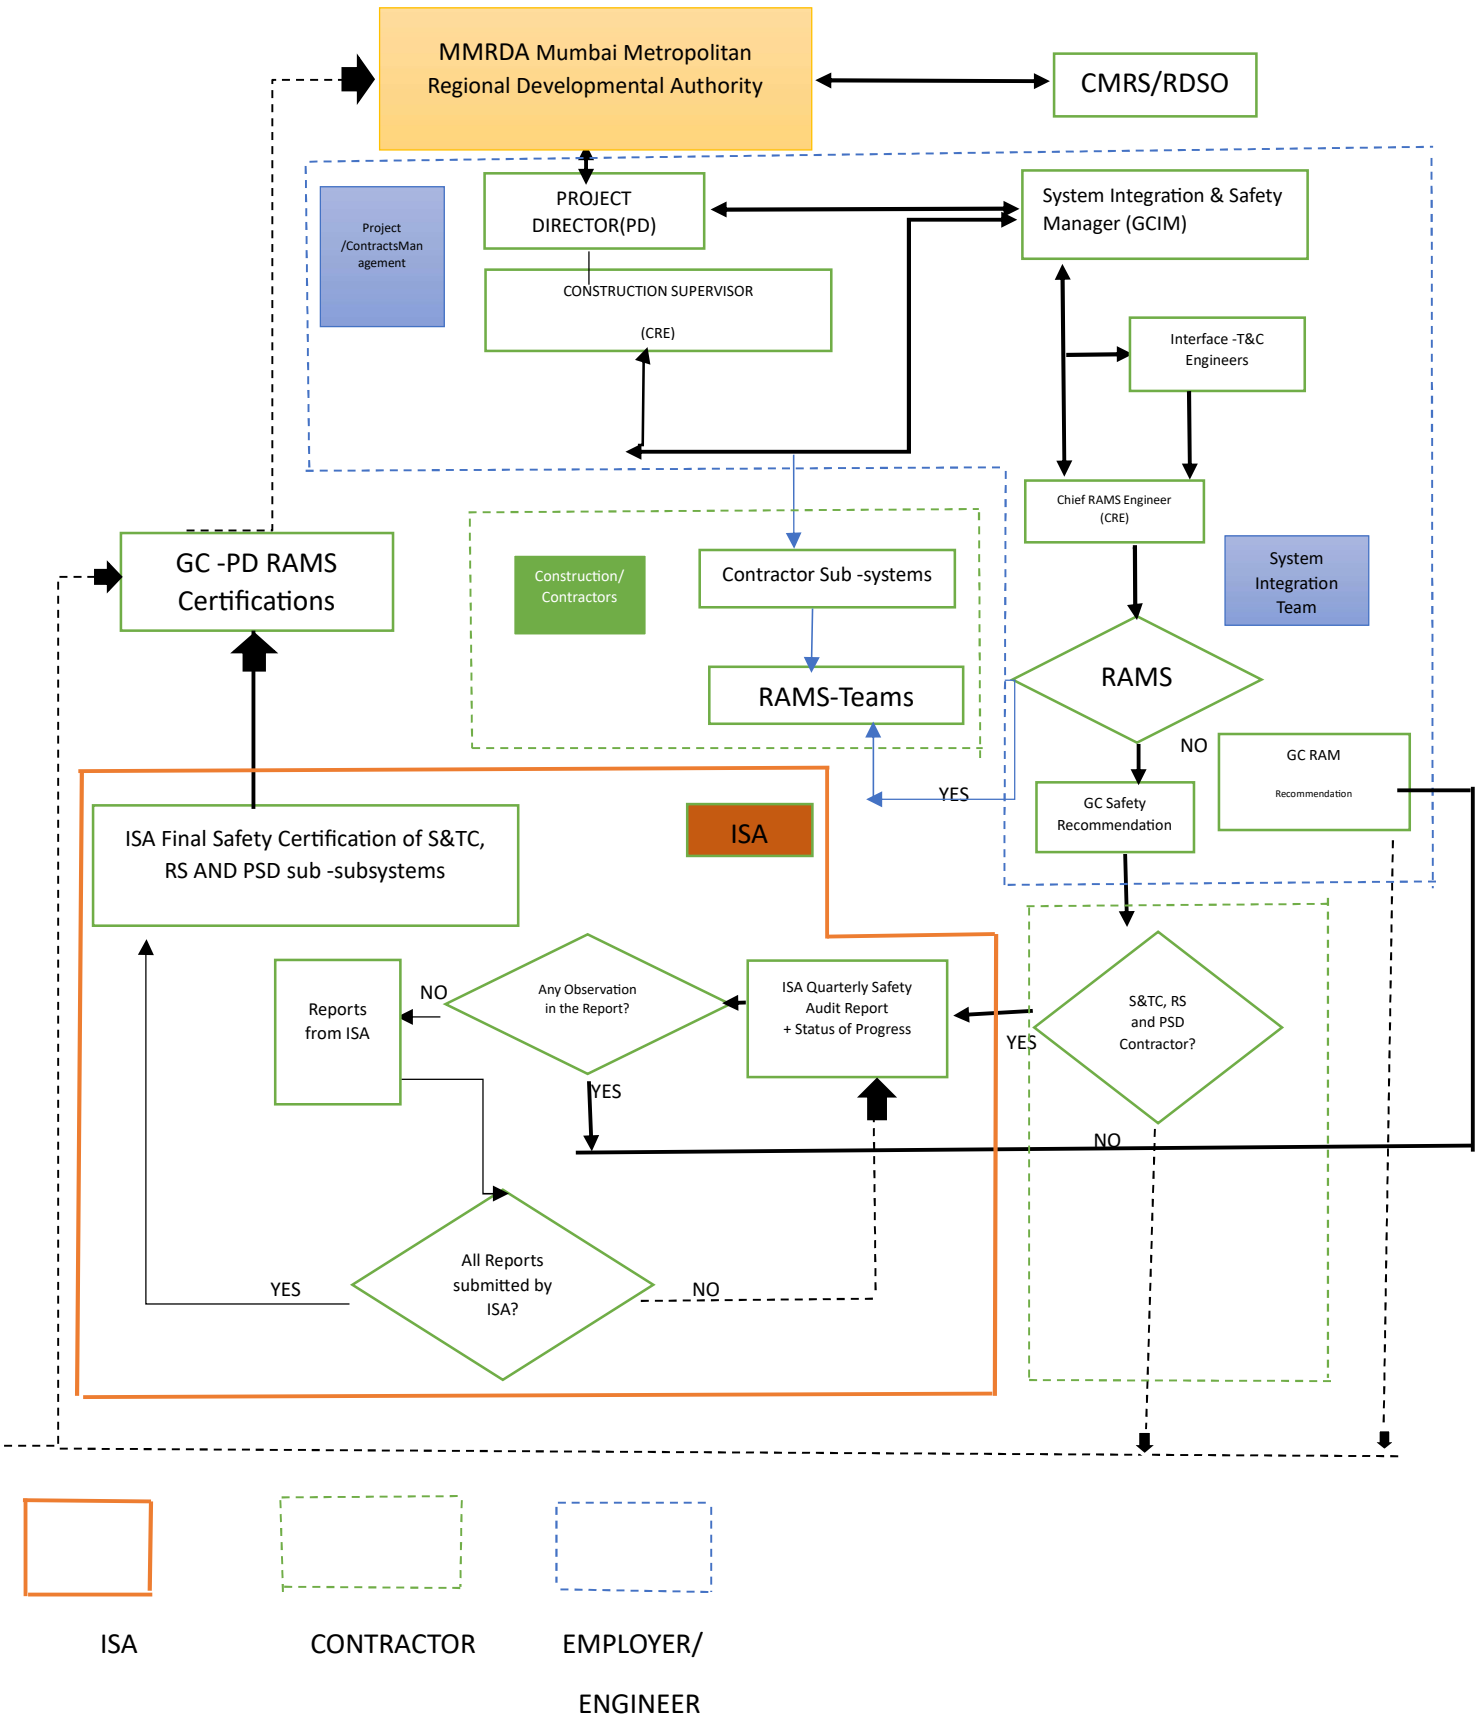 MMRDA Mumbai Metropolitan
Regional Developmental Authority
CMRS/RDSO
Project
/ContractsMan
agement
PROJECT
DIRECTOR(PD)
System Integration & Safety
Manager (GCIM)
CONSTRUCTION SUPERVISOR
(CRE)
Interface -T&C
Engineers
Chief RAMS Engineer
(CRE)
GC -PD RAMS
Certifications
Construction/
Contractors
Contractor Sub -systems
System
Integration
Team
RAMS-Teams
RAMS
NO
YES
GC RAM
Recommendation
GC Safety
Recommendation
ISA Final Safety Certification of S&TC,
RS AND PSD sub -subsystems
ISA
Reports
from ISA
NO
Any Observation
in the Report?
YES
ISA Quarterly Safety
Audit Report
+ Status of Progress
YES
S&TC, RS
and PSD
Contractor?
NO
All Reports
submitted by
ISA?
YES
NO
ISA
CONTRACTOR
EMPLOYER/
ENGINEER